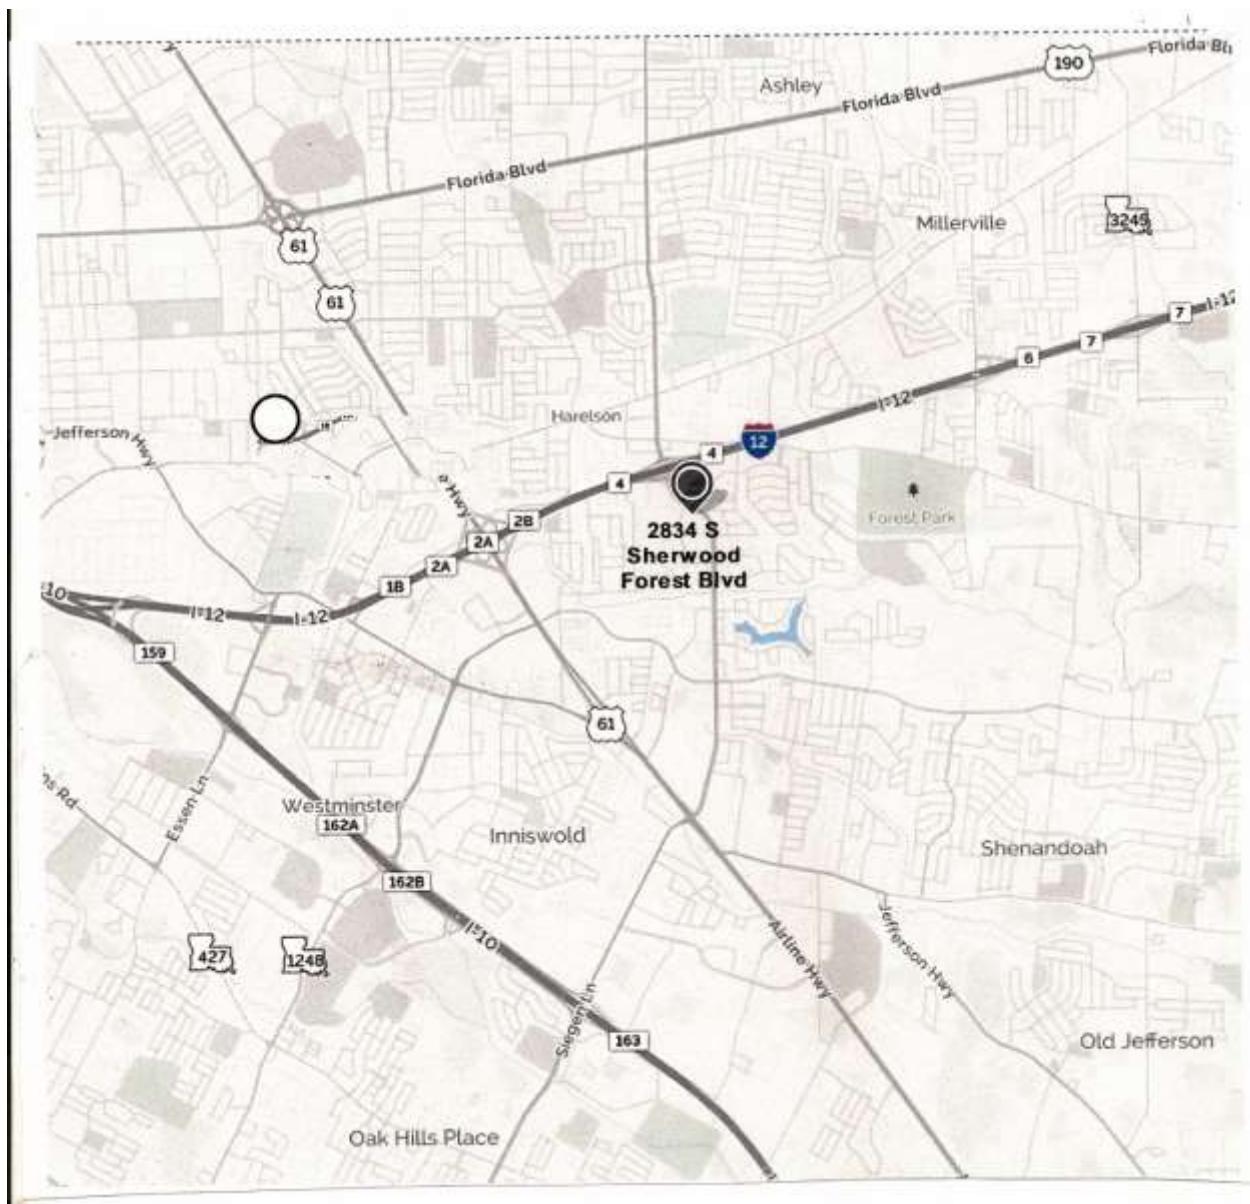 Florida Bl
190
Ashley
Florida Blvd
Florida Blvd
Millerville
3245
61
61
I-12
7
7
6
I-12
Harelson
Jefferson Hwy
12
4
4
Hwy
2B
2A
2A
1B
2834 S
Sherwood
Forest Blvd
Forest Park
10
I-12
I-12
159
61
Essen Ln
Rd
Westminster
162A
Inniswold
Shenandoah
162B
I-10
Jefferson Hwy
Airline Hwy
427
1248
Siegen Ln
163
Old Jefferson
Oak Hills Place